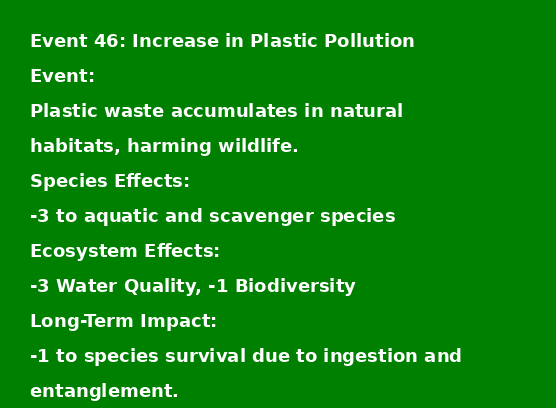 Event 46: Increase in Plastic Pollution
Event:
Plastic waste accumulates in natural
habitats, harming wildlife.
Species Effects:
-3 to aquatic and scavenger species
Ecosystem Effects:
-3 Water Quality, -1 Biodiversity
Long-Term Impact:
-1 to species survival due to ingestion and
entanglement.